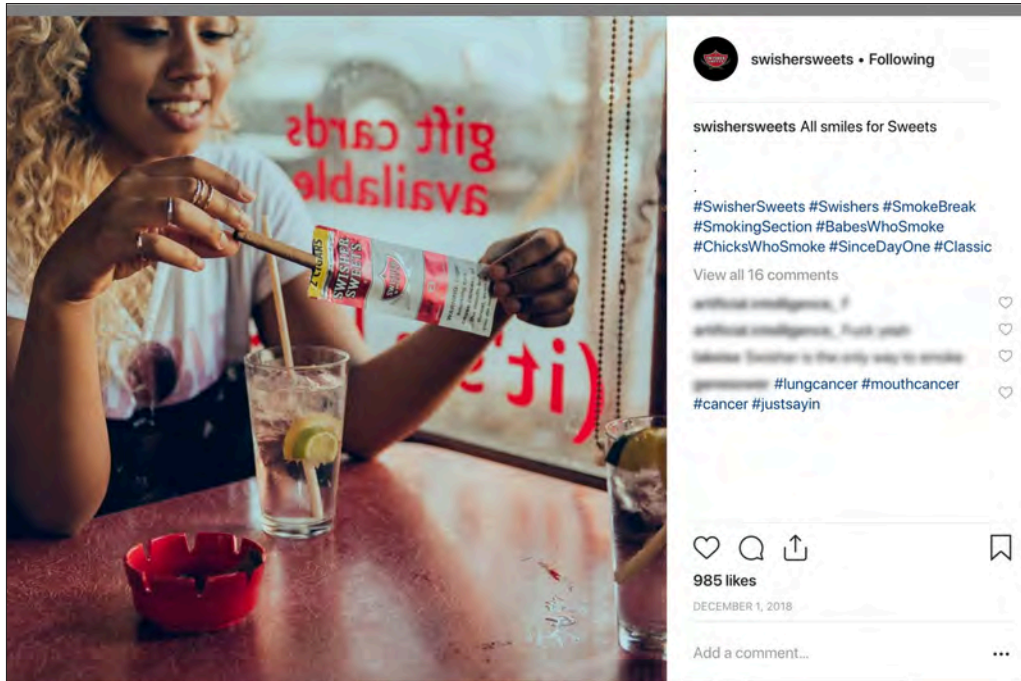 gift cards
available
(it's
2 CIGARS
SWISHER
SWEETS
swishersweets • Following
swishersweets All smiles for Sweets
.
.
.
#SwisherSweets #Swishers #SmokeBreak
#SmokingSection #BabesWhoSmoke
#ChicksWhoSmoke #SinceDayOne #Classic
View all 16 comments
#lungcancer #mouthcancer
#cancer #justsayin
985 likes
DECEMBER 1, 2018
Add a comment...